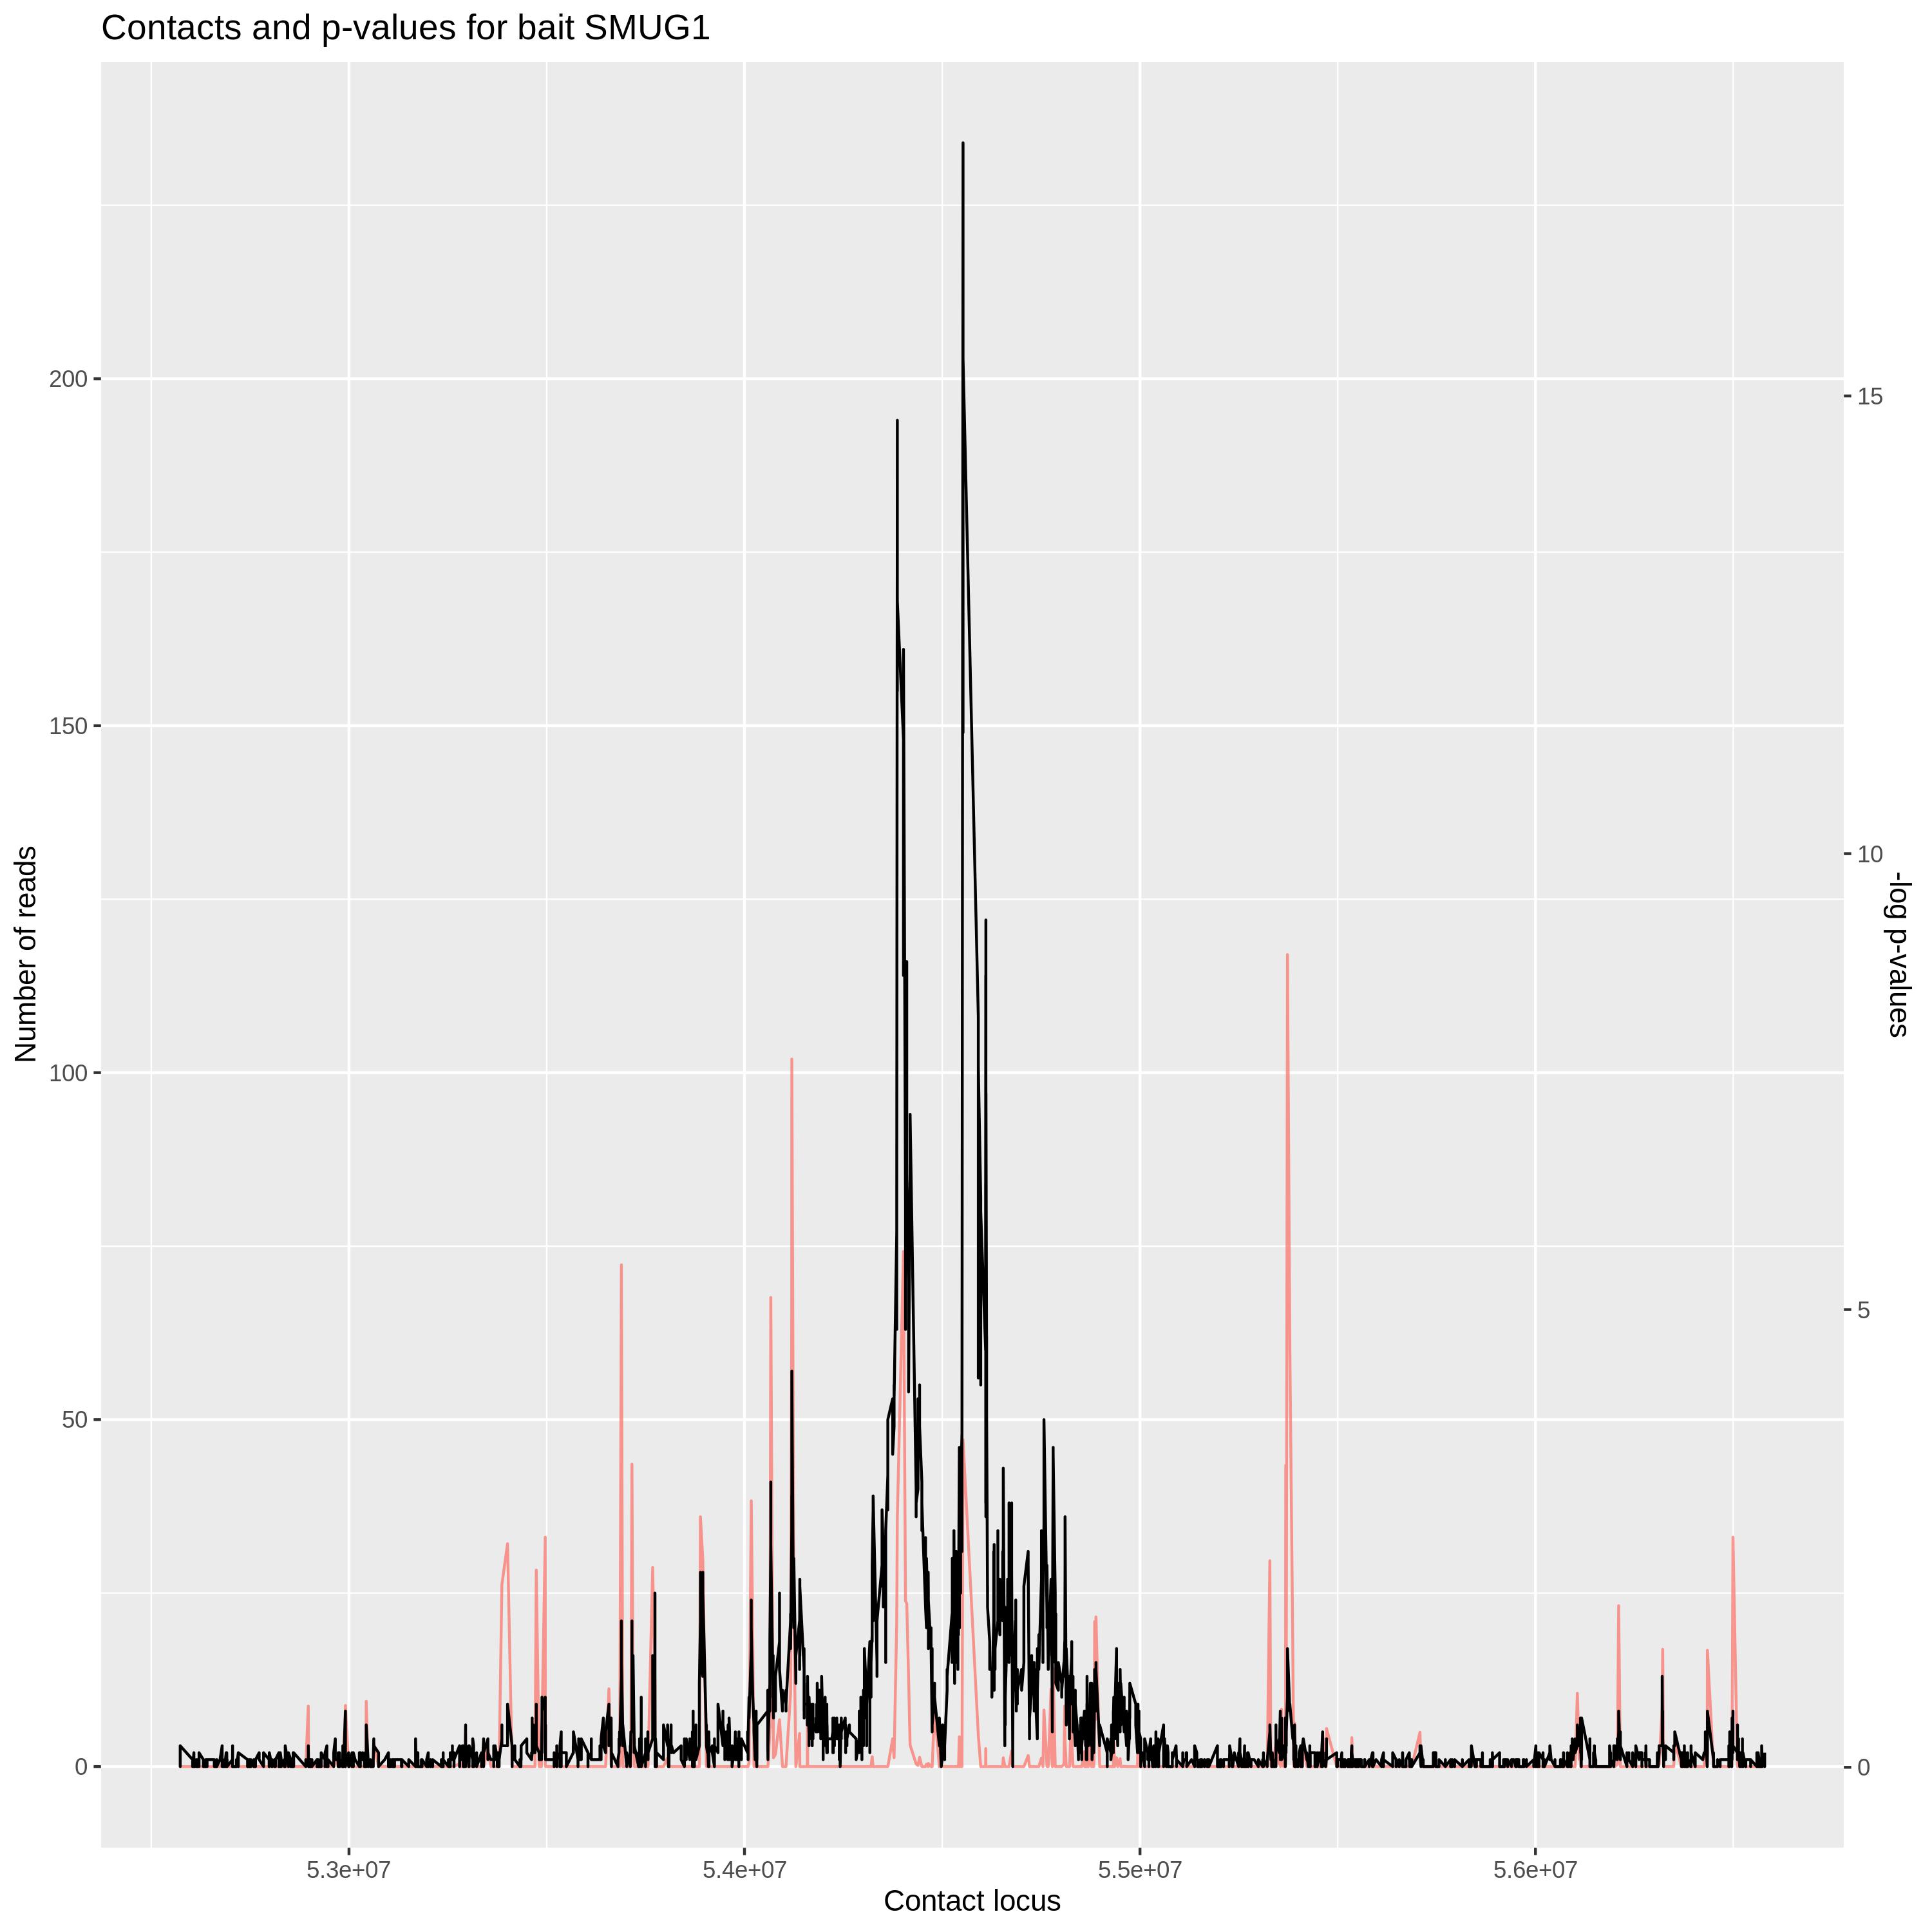 Contacts and p-values for bait SMUG1
200
150
100
50
0
Number of reads
15
10
5
0
-log p-values
5.3e+07
5.4e+07
5.5e+07
5.6e+07
Contact locus